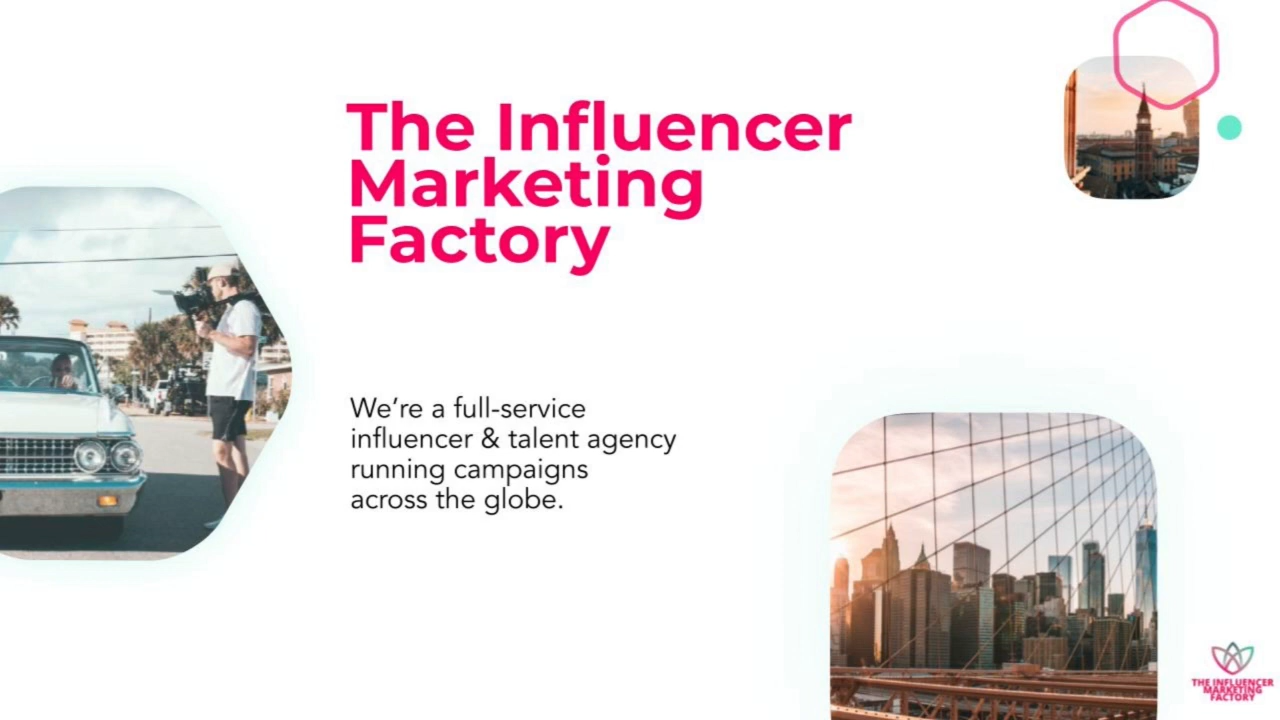 The Influencer
Marketing
Factory
We’re a full-service
influencer & talent agency
running campaigns
across the globe.
THE INFLUENCER
MARKETING
FACTORY